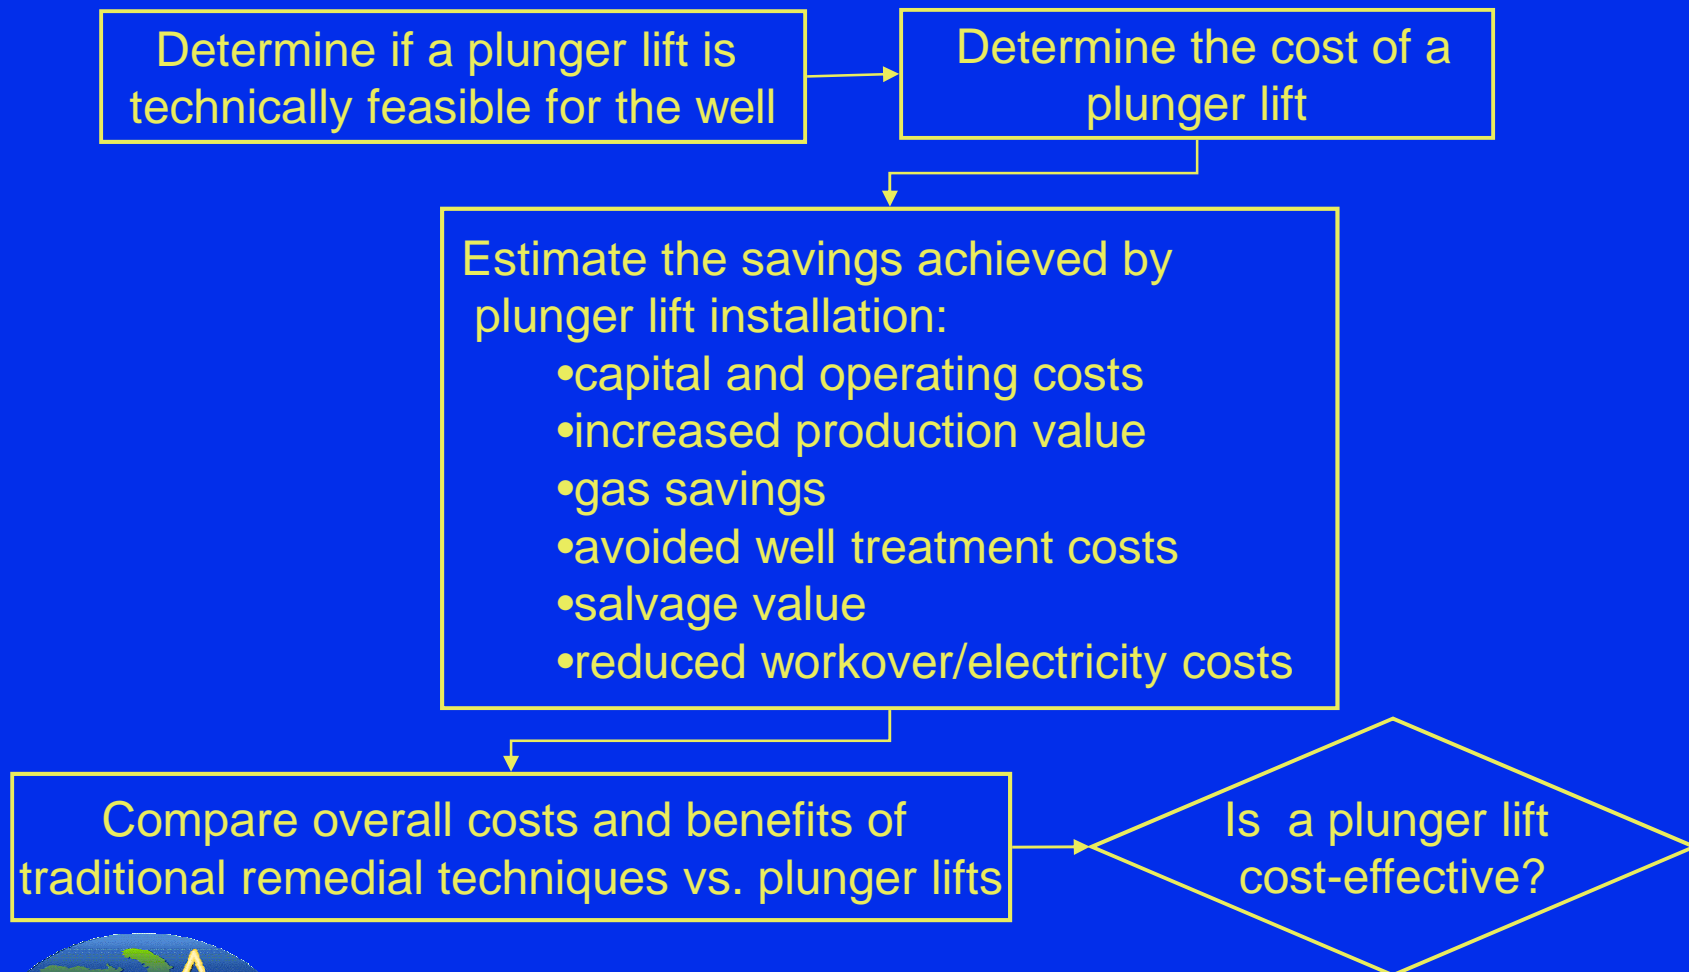 Determine if a plunger lift is
technically feasible for the well
Determine the cost of a
plunger lift
Estimate the savings achieved by
plunger lift installation:
•capital and operating costs
•increased production value
•gas savings
•avoided well treatment costs
•salvage value
•reduced workover/electricity costs
Compare overall costs and benefits of
traditional remedial techniques vs. plunger lifts
Is a plunger lift
cost-effective?